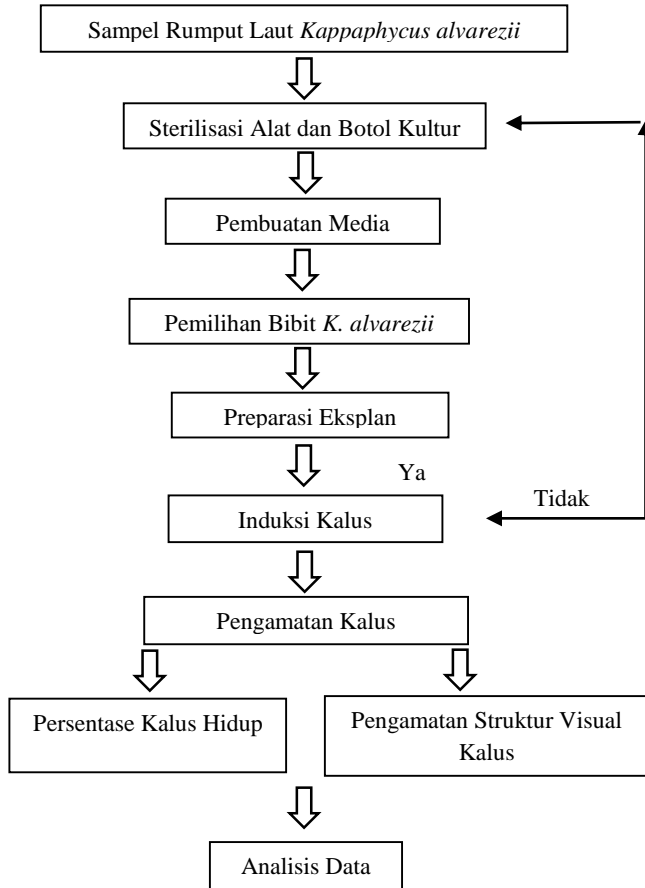 Sampel Rumput Laut Kappaphycus alvarezii
Sterilisasi Alat dan Botol Kultur
Pembuatan Media
Pemilihan Bibit K. alvarezii
Preparasi Eksplan
Ya
Tidak
Induksi Kalus
Pengamatan Kalus
Persentase Kalus Hidup
Pengamatan Struktur Visual
Kalus
Analisis Data